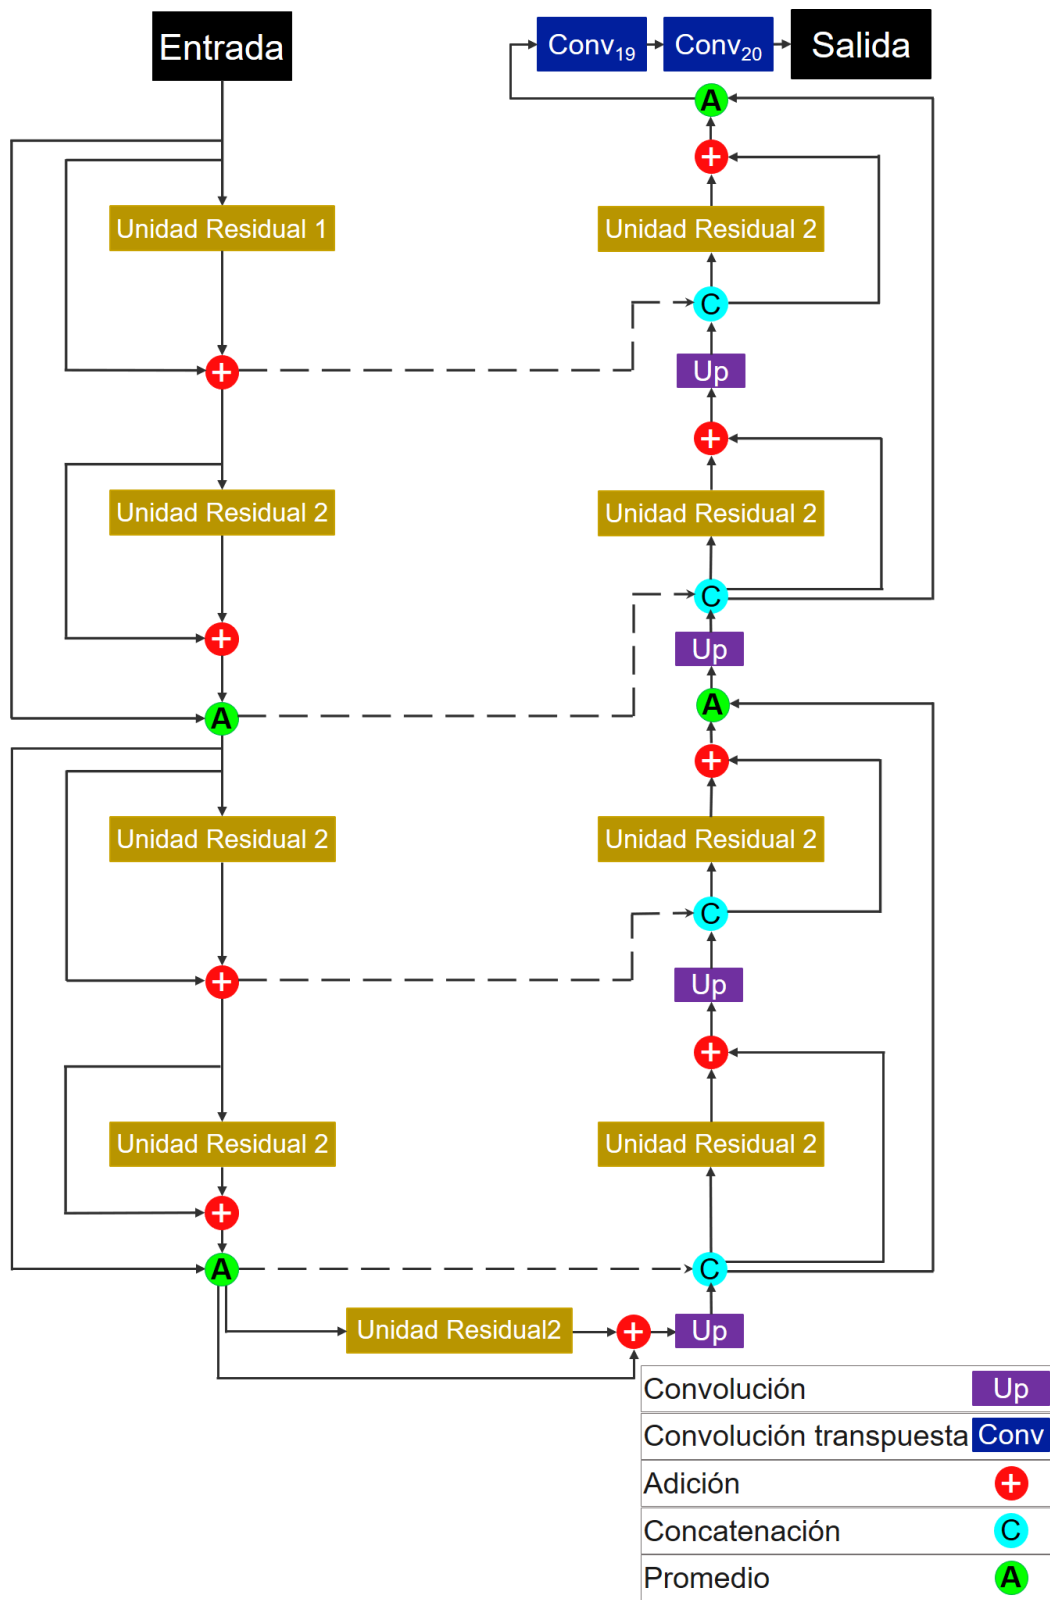 Entrada
Unidad Residual 1
+
Unidad Residual 2
+
A
Unidad Residual 2
+
Unidad Residual 2
+
A
Unidad Residual2
+
Up
Conv19
Conv20
Salida
A
+
Unidad Residual 2
C
Up
+
Unidad Residual 2
C
Up
A
+
Unidad Residual 2
C
Up
+
Unidad Residual 2
C
Convolución Up
Convolución transpuesta Conv
Adición +
Concatenación C
Promedio A